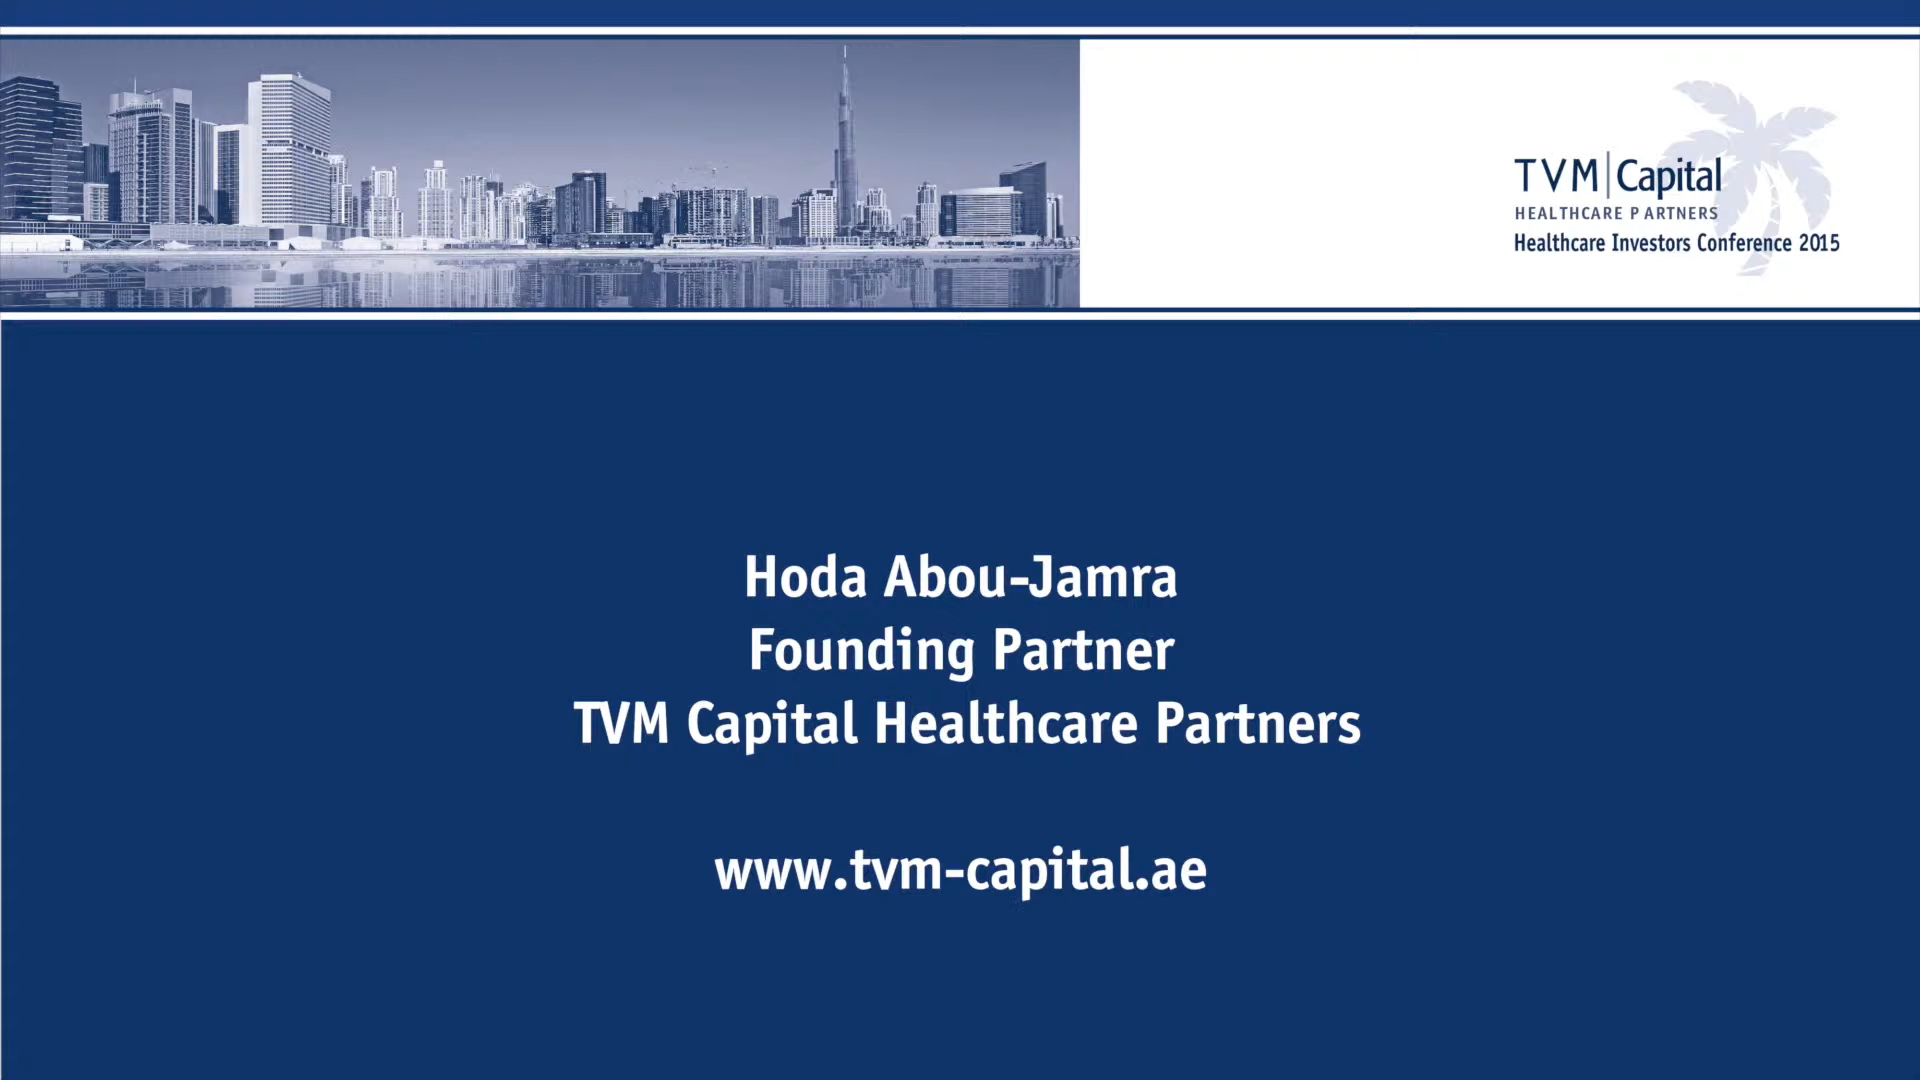 TVM|Capital
HEALTHCARE PARTNERS
Healthcare Investors Conference 2015
Hoda Abou-Jamra
Founding Partner
TVM Capital Healthcare Partners
www.tvm-capital.ae